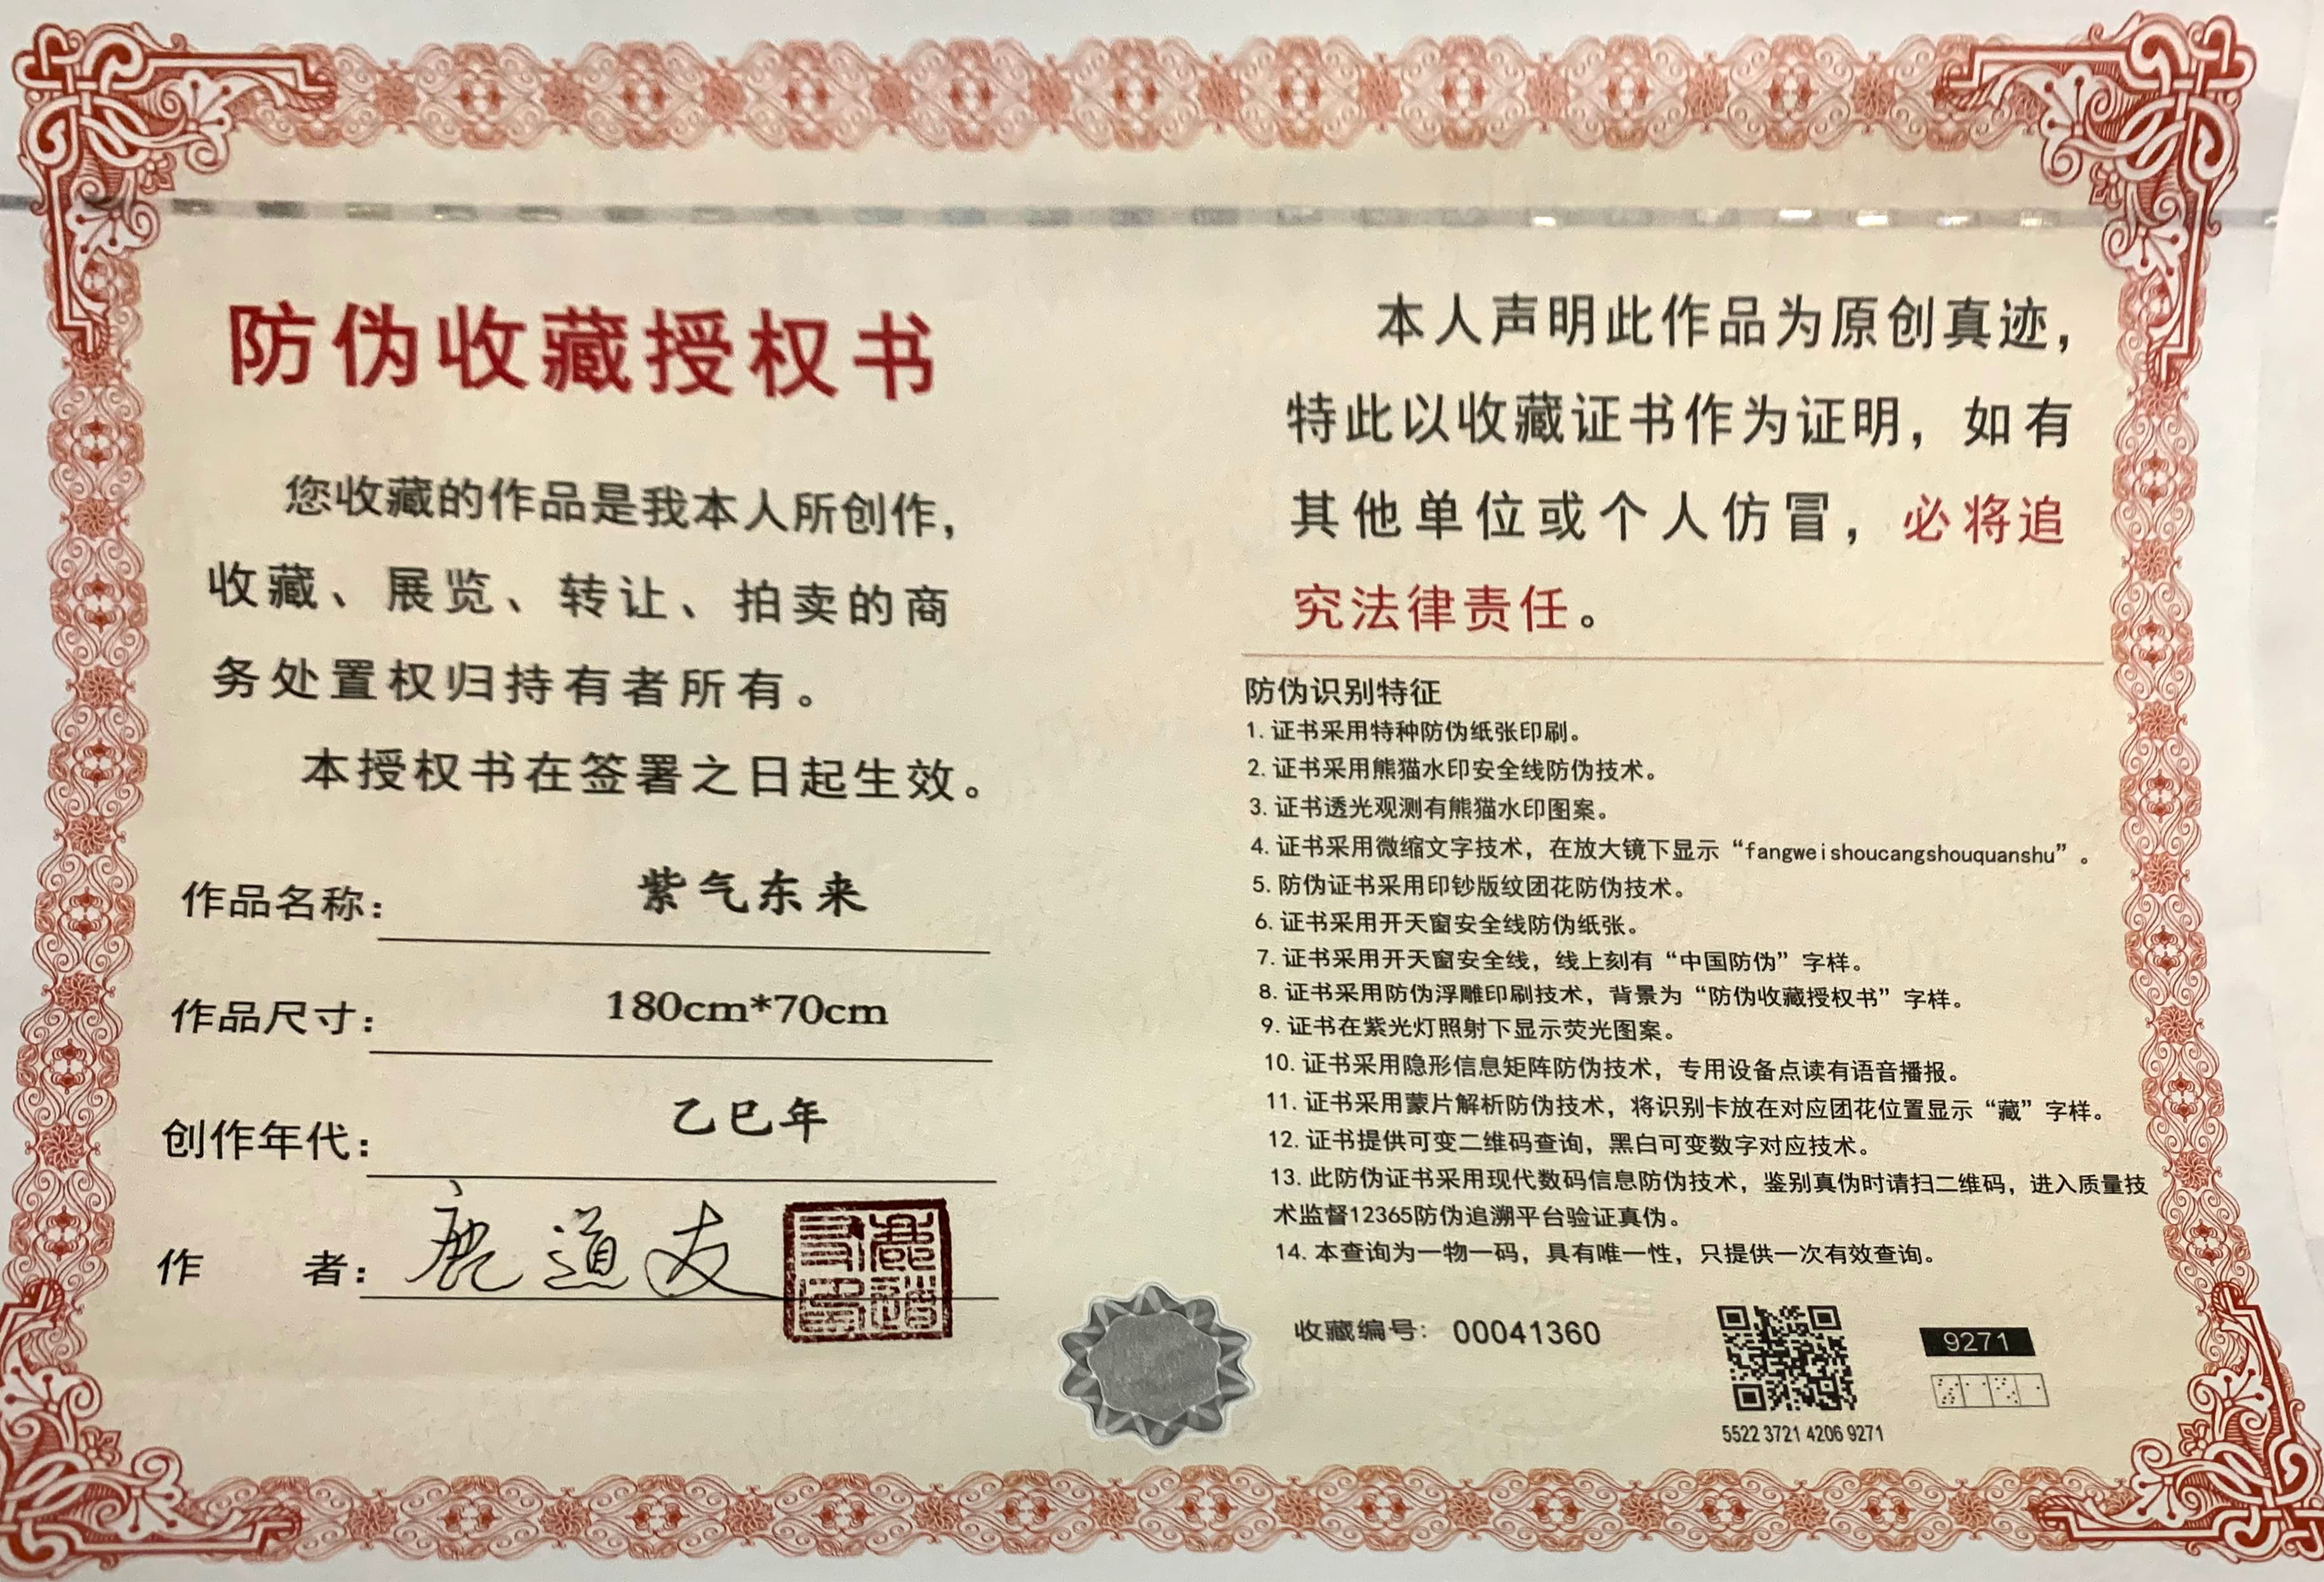 防伪收藏授权书
您收藏的作品是我本人所创作，
收藏、展览、转让、拍卖的商
务处置权归持有者所有。
本授权书在签署之日起生效。
作品名称：紫气东来
作品尺寸：180cm*70cm
创作年代：乙巳年
作 者：鹿道友
本人声明此作品为原创真迹，
特此以收藏证书作为证明，如有
其他单位或个人仿冒，必将追
究法律责任。
防伪识别特征
1. 证书采用特种防伪纸张印刷。
2. 证书采用熊猫水印安全线防伪技术。
3. 证书透光观测有熊猫水印图案。
4. 证书采用微缩文字技术，在放大镜下显示“fangweishoucangshouquanshu”。
5. 防伪证书采用印钞版纹团花防伪技术。
6. 证书采用开天窗安全线防伪纸张。
7. 证书采用开天窗安全线，线上刻有“中国防伪”字样。
8. 证书采用防伪浮雕印刷技术，背景为“防伪收藏授权书”字样。
9. 证书在紫光灯照射下显示荧光图案。
10. 证书采用隐形信息矩阵防伪技术，专用设备点读有语音播报。
11. 证书采用蒙片解析防伪技术，将识别卡放在对应团花位置显示“藏”字样。
12. 证书提供可变二维码查询，黑白可变数字对应技术。
13. 此防伪证书采用现代数码信息防伪技术，鉴别真伪时请扫二维码，进入质量技
术监督12365防伪追溯平台验证真伪。
14. 本查询为一物一码，具有唯一性，只提供一次有效查询。
收藏编号：00041360
9271
5522 3721 4206 9271